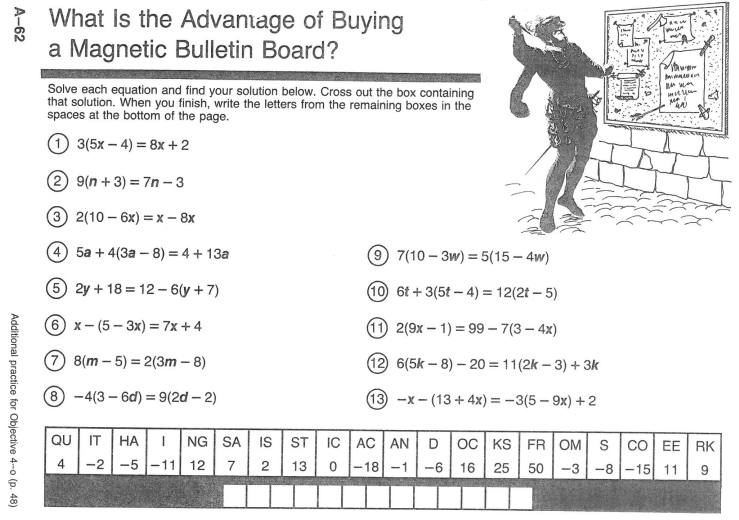 A–62
What Is the Advantage of Buying
a Magnetic Bulletin Board?
Solve each equation and find your solution below. Cross out the box containing
that solution. When you finish, write the letters from the remaining boxes in the
spaces at the bottom of the page.
1 3(5x – 4) = 8x + 2
2 9(n + 3) = 7n – 3
3 2(10 – 6x) = x – 8x
4 5a + 4(3a – 8) = 4 + 13a
5 2y + 18 = 12 – 6(y + 7)
6 x – (5 – 3x) = 7x + 4
7 8(m – 5) = 2(3m – 8)
8 –4(3 – 6d) = 9(2d – 2)
9 7(10 – 3w) = 5(15 – 4w)
10 6t + 3(5t – 4) = 12(2t – 5)
11 2(9x – 1) = 99 – 7(3 – 4x)
12 6(5k – 8) – 20 = 11(2k – 3) + 3k
13 –x – (13 + 4x) = –3(5 – 9x) + 2
QU IT HA I NG SA IS ST IC AC AN D OC KS FR OM S CO EE RK
4 –2 –5 –11 12 7 2 13 0 –18 –1 –6 16 25 50 –3 –8 –15 11 9
Additional practice for Objective 4–o (p. 48)